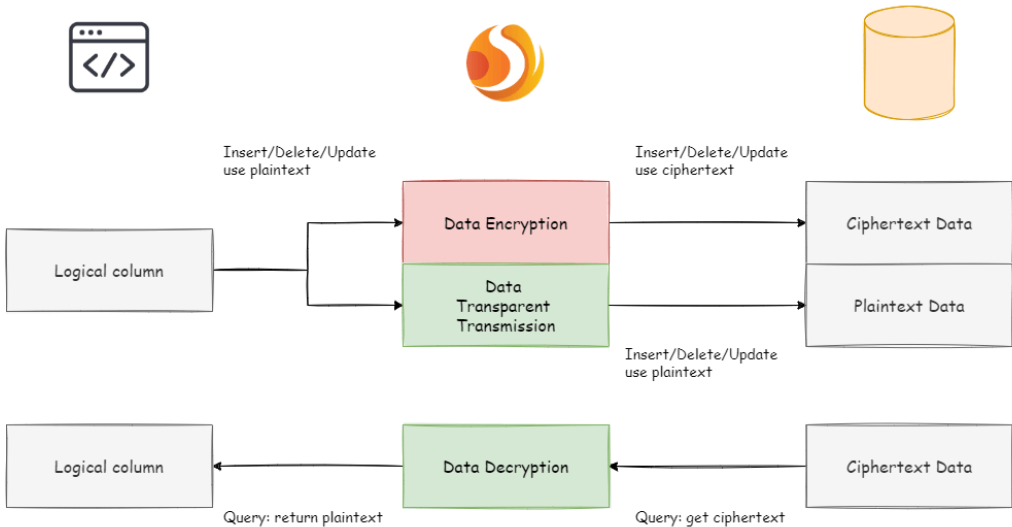 </>
Insert/Delete/Update
use plaintext
Insert/Delete/Update
use ciphertext
Logical column
Data Encryption
Ciphertext Data
Data
Transparent
Transmission
Plaintext Data
Insert/Delete/Update
use plaintext
Logical column
Data Decryption
Ciphertext Data
Query: return plaintext
Query: get ciphertext